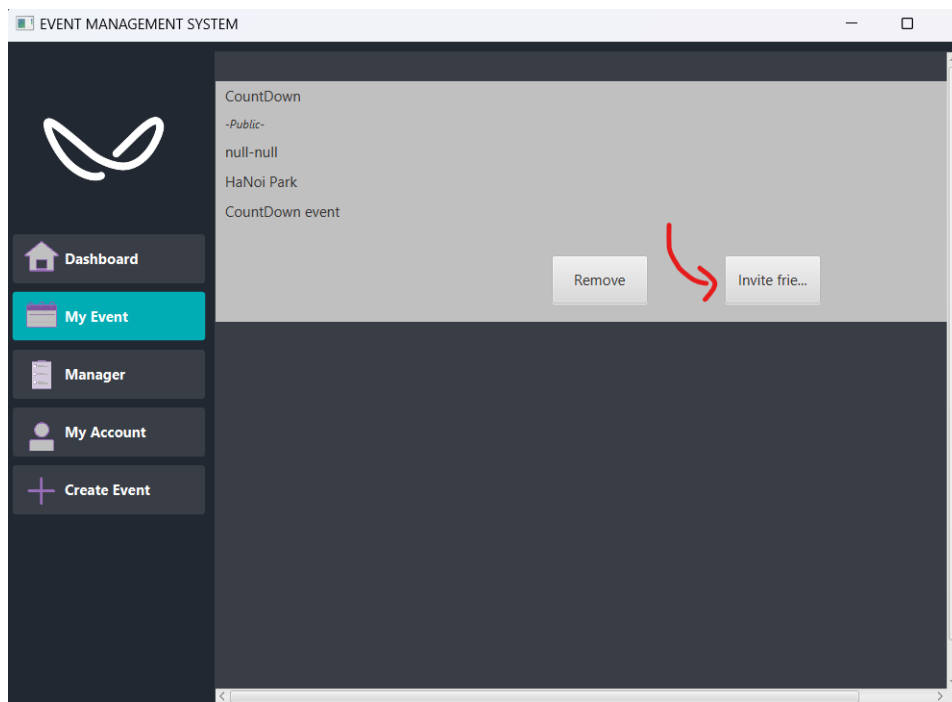 EVENT MANAGEMENT SYSTEM
CountDown
-Public-
null-null
HaNoi Park
CountDown event
Remove
Invite frie...
Dashboard
My Event
Manager
My Account
Create Event